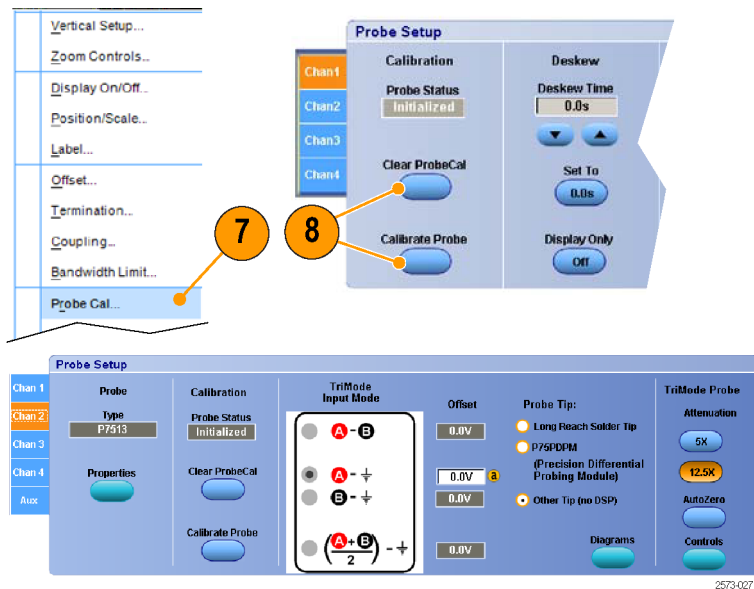 Vertical Setup...
Zoom Controls..
Display On/Off..
Position/Scale...
Label...
Offset...
Termination...
Coupling...
Bandwidth Limit...
Probe Cal...
7
Probe Setup
Chan1
Chan2
Chan3
Chan4
Calibration
Probe Status
Initialized
Clear ProbeCal
Calibrate Probe
8
Deskew
Deskew Time
0.0s
Set To
0.0s
Display Only
Off
Probe Setup
Chan 1
Chan 2
Chan 3
Chan 4
Aux
Probe
Type
P7513
Properties
Calibration
Probe Status
Initialized
Clear ProbeCal
Calibrate Probe
TriMode
Input Mode
A - B
A - ⏚
B - ⏚
(A+B / 2) - ⏚
Offset
0.0V
0.0V a
0.0V
0.0V
Probe Tip:
Long Reach Solder Tip
P75PDPM
(Precision Differential
Probing Module)
Other Tip (no DSP)
Diagrams
TriMode Probe
Attenuation
5X
12.5X
AutoZero
Controls
2573-027